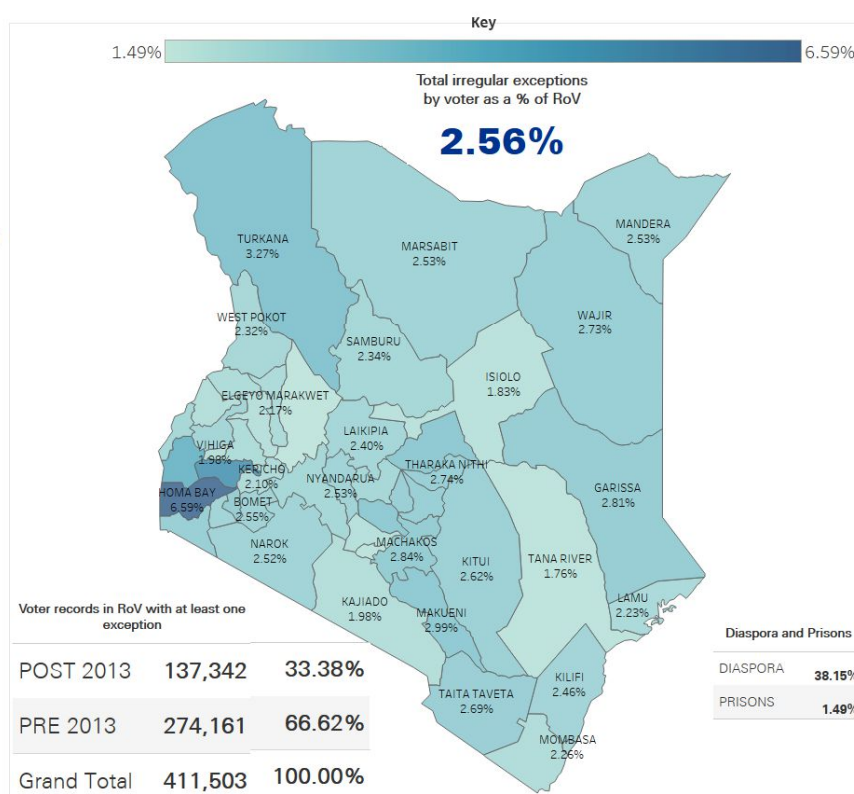 Key
1.49%
6.59%
Total irregular exceptions
by voter as a % of RoV
2.56%
TURKANA
3.27%
MARSABIT
2.53%
MANDERA
2.53%
WAJIR
2.73%
WEST POKOT
2.32%
SAMBURU
2.34%
ISIOLO
1.83%
ELGEYO MARAKWET
2.17%
LAIKIPIA
2.40%
VIHIGA
1.98%
KERICHO
2.10%
THARAKA NITHI
2.74%
NYANDARUA
2.53%
HOMA BAY
6.59%
BOMET
2.55%
GARISSA
2.81%
NAROK
2.52%
MACHAKOS
2.84%
KITUI
2.62%
TANA RIVER
1.76%
KAJIADO
1.98%
MAKUENI
2.99%
LAMU
2.23%
TAITA TAVETA
2.69%
KILIFI
2.46%
MOMBASA
2.26%
Voter records in RoV with at least one
exception
POST 2013 137,342 33.38%
PRE 2013 274,161 66.62%
Grand Total 411,503 100.00%
Diaspora and Prisons
DIASPORA 38.15%
PRISONS 1.49%